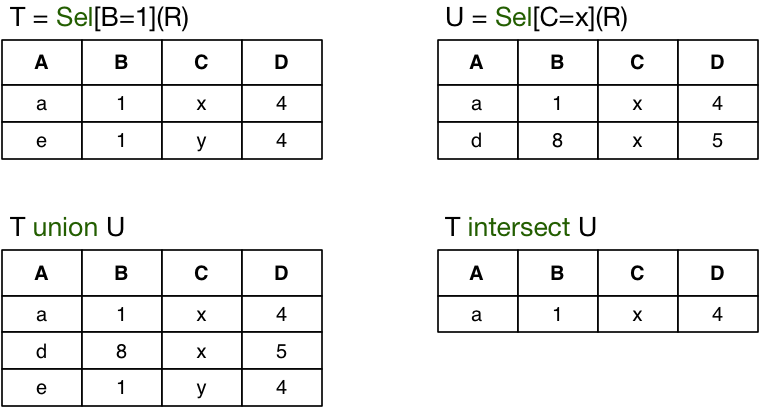 T = Sel[B=1](R)
A B C D
a 1 x 4
e 1 y 4
U = Sel[C=x](R)
A B C D
a 1 x 4
d 8 x 5
T union U
A B C D
a 1 x 4
d 8 x 5
e 1 y 4
T intersect U
A B C D
a 1 x 4